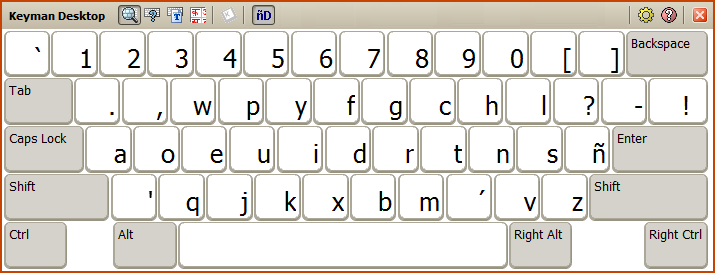 Keyman Desktop ñD
` 1 2 3 4 5 6 7 8 9 0 [ ] Backspace
Tab . , w p y f g c h l ? - !
Caps Lock a o e u i d r t n s ñ Enter
Shift ' q j k x b m ´ v z Shift
Ctrl Alt Right Alt Right Ctrl